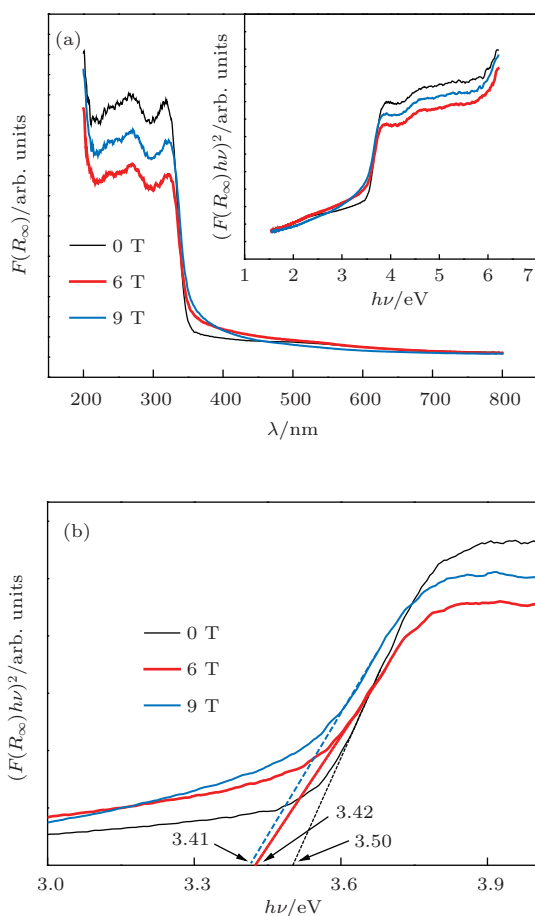 (a)
F(R∞)/arb. units
0 T
6 T
9 T
200 300 400 500 600 700 800
λ/nm
(F(R∞)hν)²/arb. units
1 2 3 4 5 6 7
hν/eV
(b)
(F(R∞)hν)²/arb. units
0 T
6 T
9 T
3.41
3.42
3.50
3.0 3.3 3.6 3.9
hν/eV